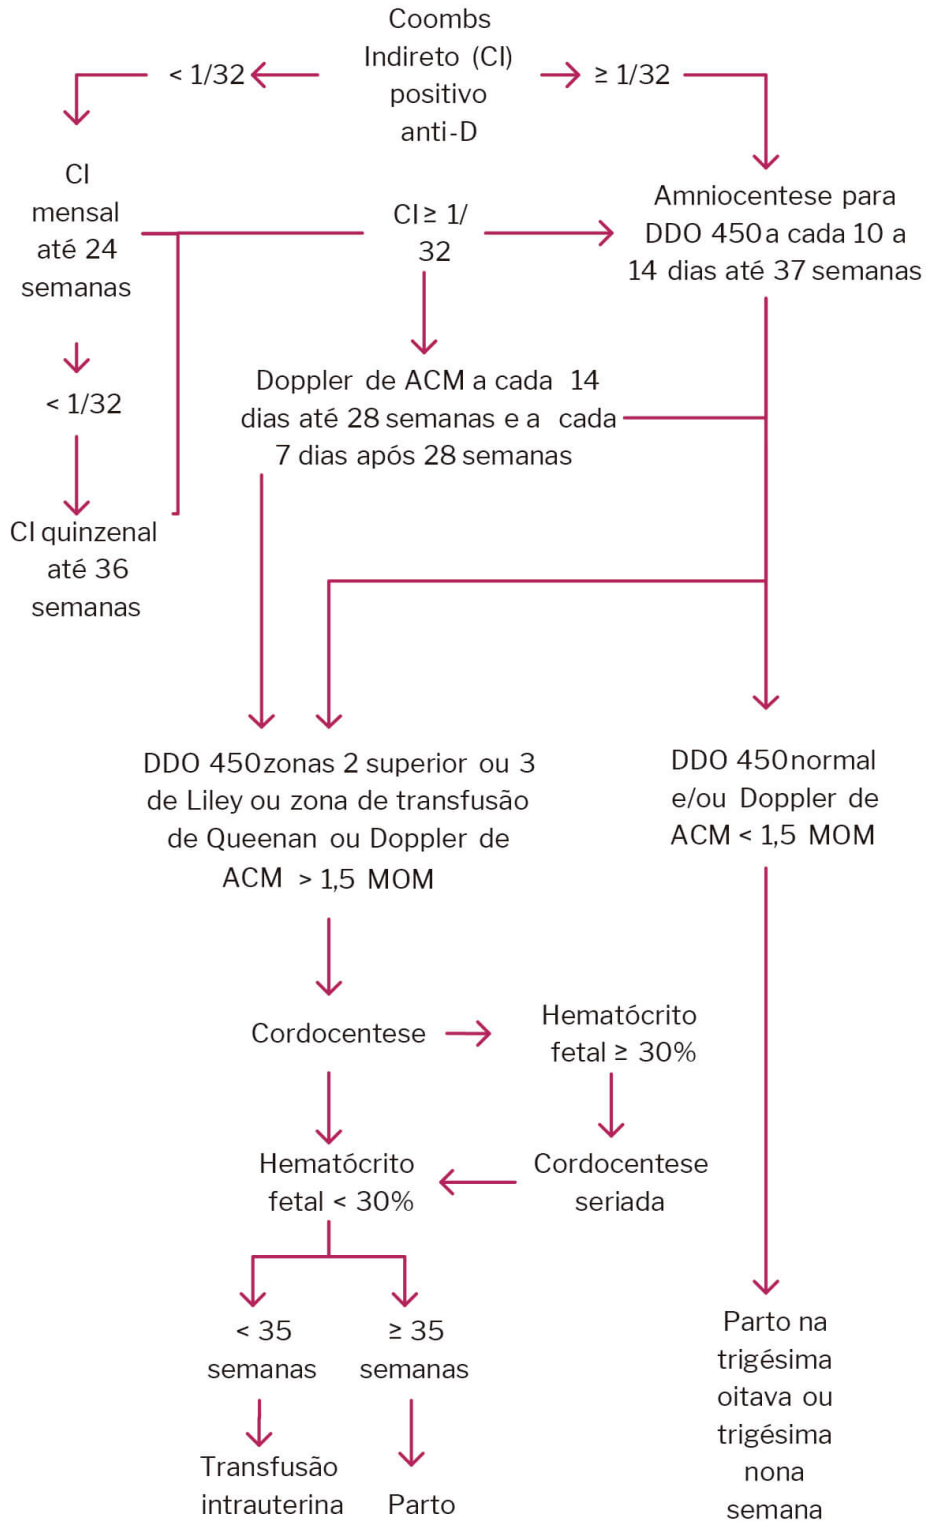 Coombs
Indireto (CI)
positivo
anti-D
< 1/32
≥ 1/32
CI
mensal
até 24
semanas
CI ≥ 1/
32
Amniocentese para
DDO 450 a cada 10 a
14 dias até 37 semanas
< 1/32
Doppler de ACM a cada 14
dias até 28 semanas e a cada
7 dias após 28 semanas
CI quinzenal
até 36
semanas
DDO 450 zonas 2 superior ou 3
de Liley ou zona de transfusão
de Queenan ou Doppler de
ACM > 1,5 MOM
DDO 450 normal
e/ou Doppler de
ACM < 1,5 MOM
Cordocentese
Hematócrito
fetal ≥ 30%
Hematócrito
fetal < 30%
Cordocentese
seriada
< 35
semanas
≥ 35
semanas
Transfusão
intrauterina
Parto
Parto na
trigésima
oitava ou
trigésima
nona
semana